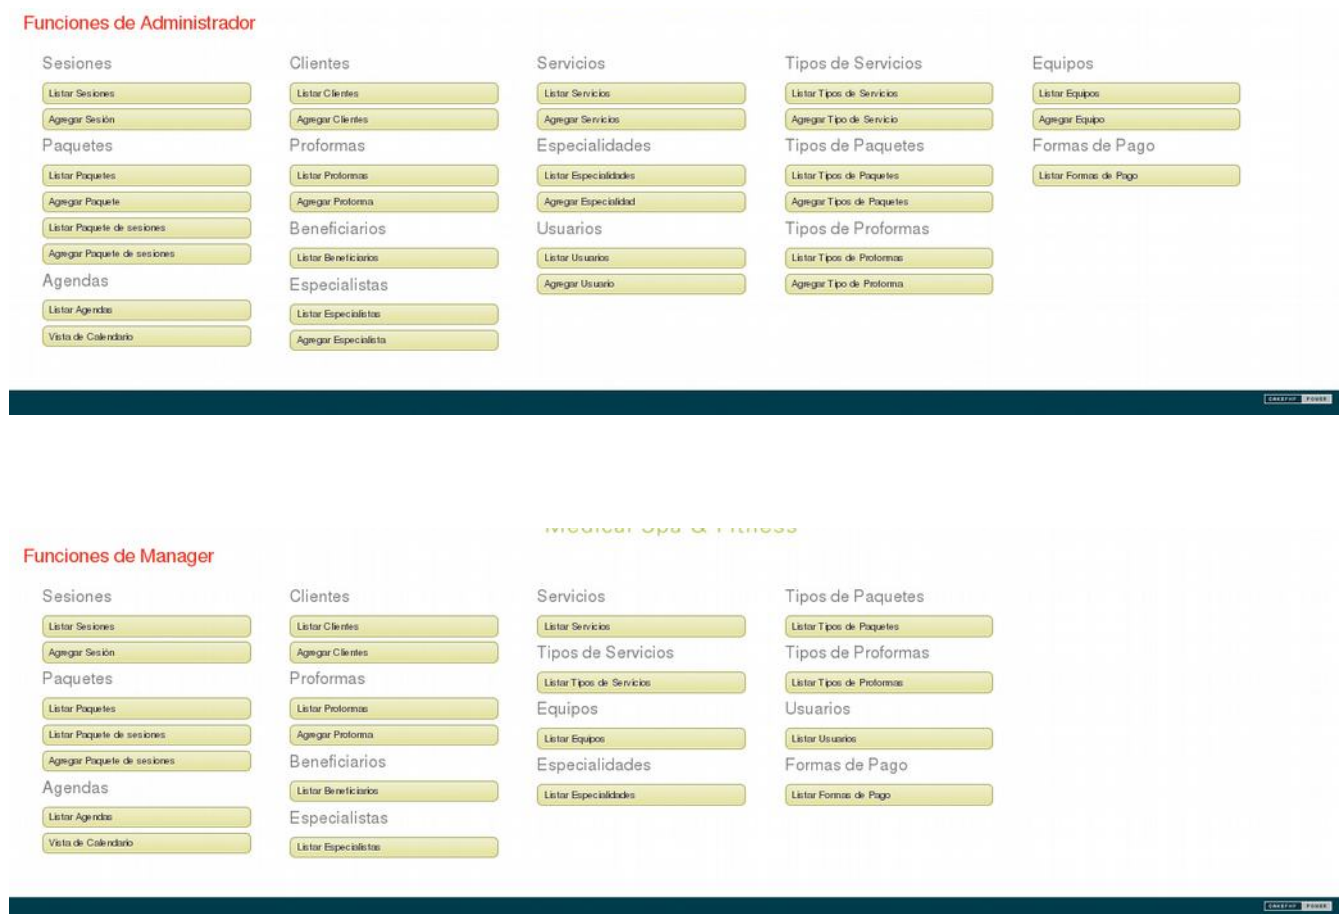 Funciones de Administrador
Sesiones
Listar Sesiones
Agregar Sesión
Paquetes
Listar Paquetes
Agregar Paquete
Listar Paquete de sesiones
Agregar Paquete de sesiones
Agendas
Listar Agendas
Vista de Calendario
Clientes
Listar Clientes
Agregar Clientes
Proformas
Listar Proformas
Agregar Proforma
Beneficiarios
Listar Beneficiarios
Especialistas
Listar Especialistas
Agregar Especialista
Servicios
Listar Servicios
Agregar Servicios
Especialidades
Listar Especialidades
Agregar Especialidad
Usuarios
Listar Usuarios
Agregar Usuario
Tipos de Servicios
Listar Tipos de Servicios
Agregar Tipo de Servicio
Tipos de Paquetes
Listar Tipos de Paquetes
Agregar Tipos de Paquetes
Tipos de Proformas
Listar Tipos de Proformas
Agregar Tipo de Proforma
Equipos
Listar Equipos
Agregar Equipo
Formas de Pago
Listar Formas de Pago
CAKEPHP POWER
Medical Spa & Fitness
Funciones de Manager
Sesiones
Listar Sesiones
Agregar Sesión
Paquetes
Listar Paquetes
Listar Paquete de sesiones
Agregar Paquete de sesiones
Agendas
Listar Agendas
Vista de Calendario
Clientes
Listar Clientes
Agregar Clientes
Proformas
Listar Proformas
Agregar Proforma
Beneficiarios
Listar Beneficiarios
Especialistas
Listar Especialistas
Servicios
Listar Servicios
Tipos de Servicios
Listar Tipos de Servicios
Equipos
Listar Equipos
Especialidades
Listar Especialidades
Tipos de Paquetes
Listar Tipos de Paquetes
Tipos de Proformas
Listar Tipos de Proformas
Usuarios
Listar Usuarios
Formas de Pago
Listar Formas de Pago
CAKEPHP POWER